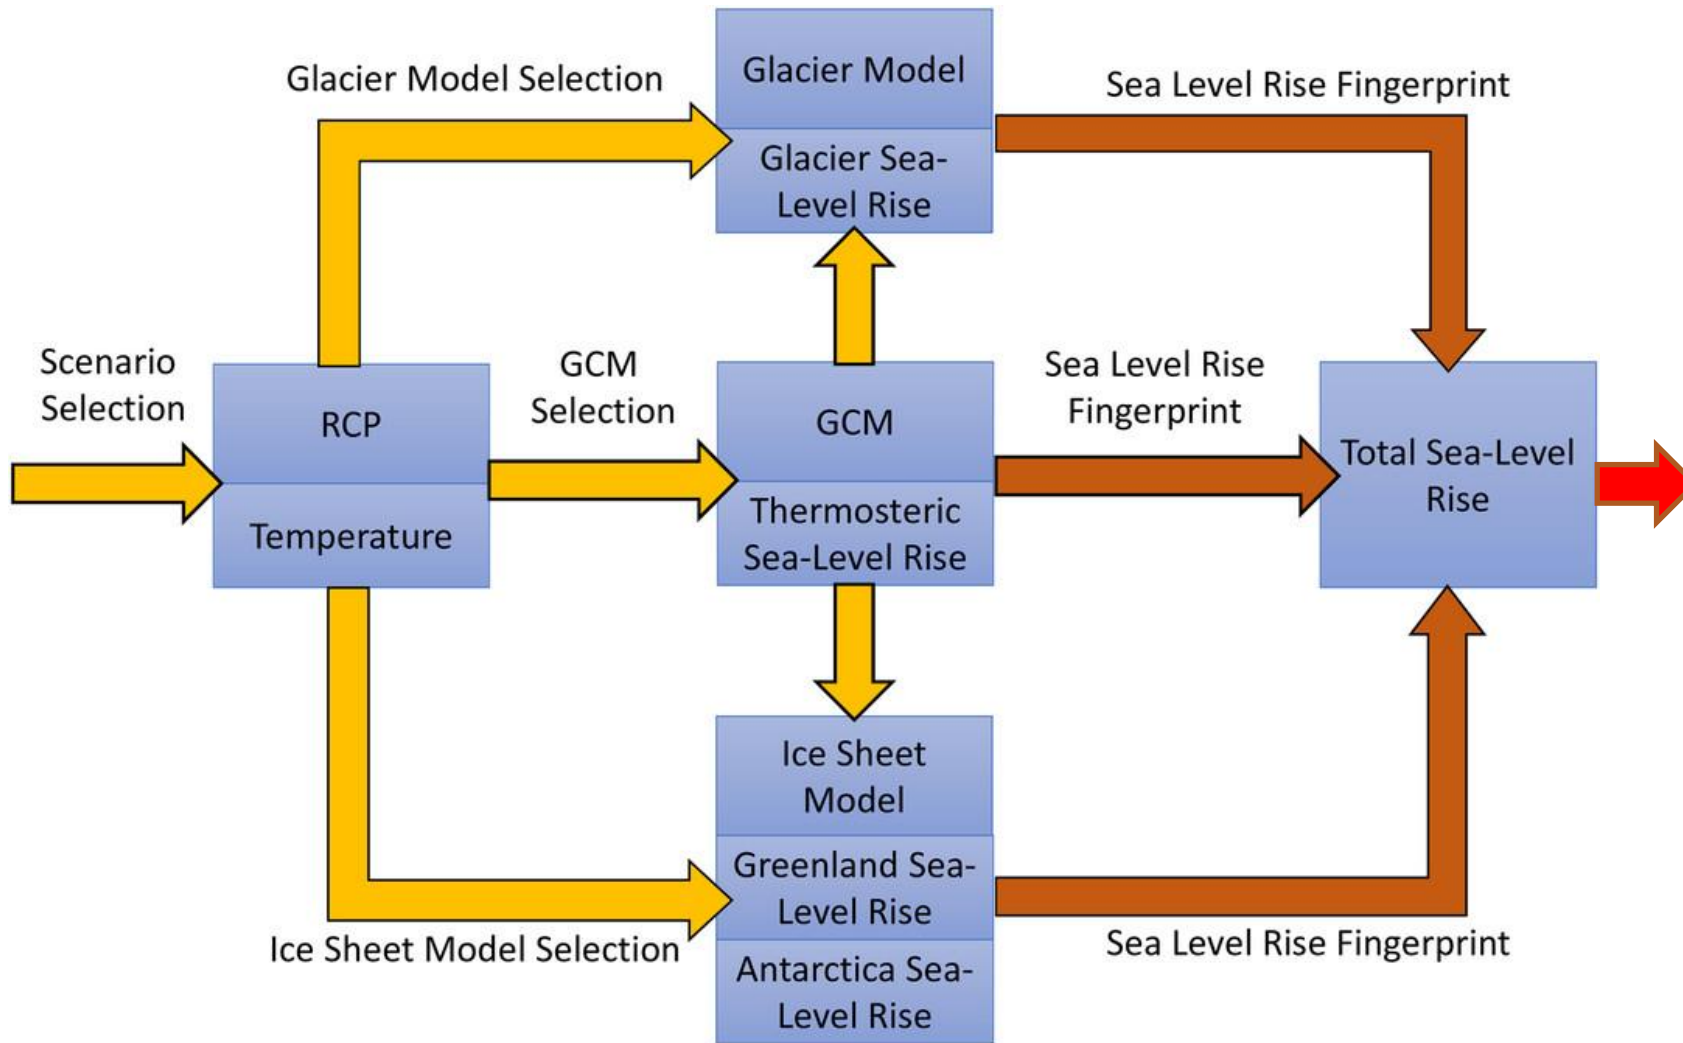 Glacier Model Selection
Glacier Model
Glacier Sea-
Level Rise
Sea Level Rise Fingerprint
Scenario
Selection
RCP
Temperature
GCM
Selection
GCM
Thermosteric
Sea-Level Rise
Sea Level Rise
Fingerprint
Total Sea-Level
Rise
Ice Sheet Model Selection
Ice Sheet
Model
Greenland Sea-
Level Rise
Antarctica Sea-
Level Rise
Sea Level Rise Fingerprint